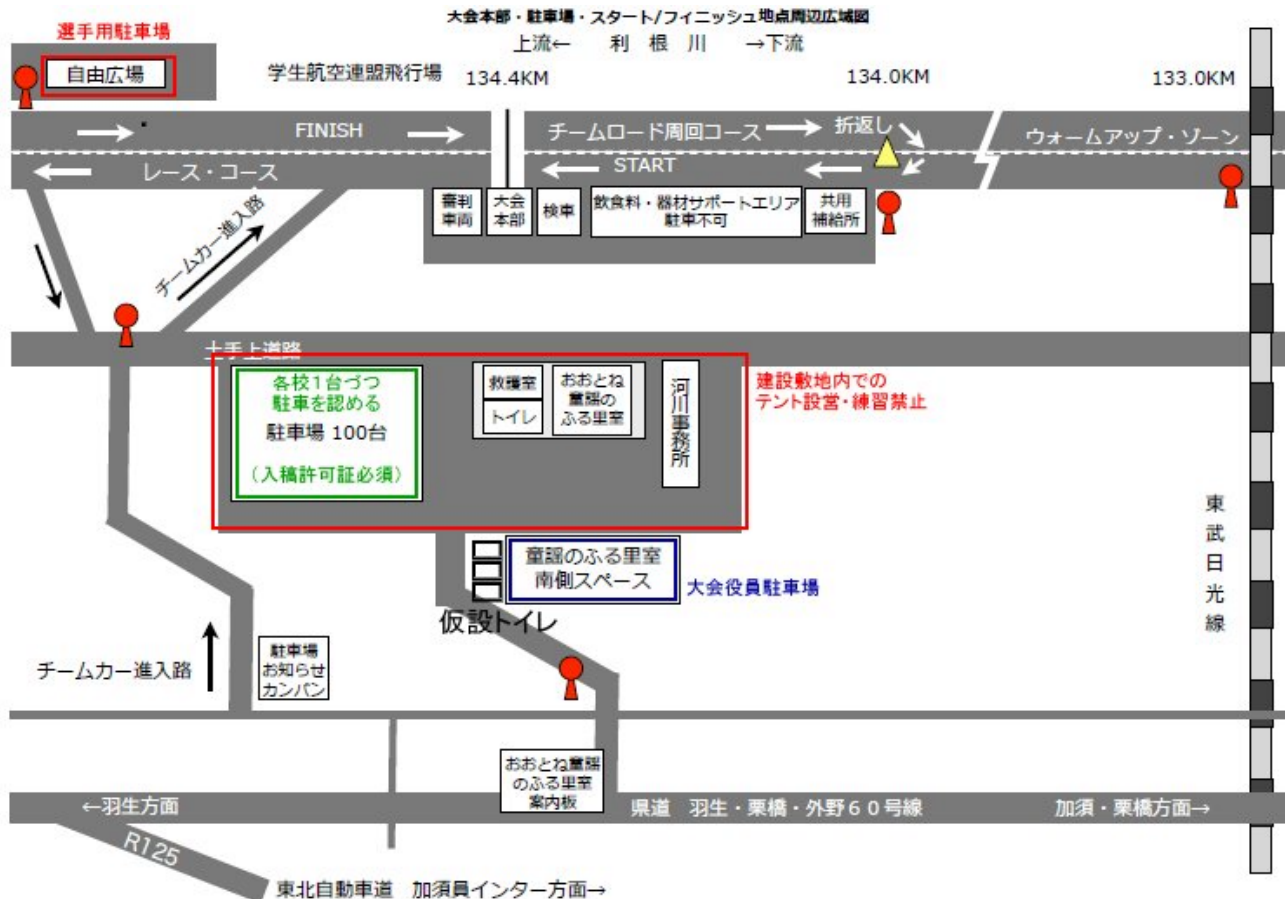 大会本部・駐車場・スタート/フィニッシュ地点周辺広域図
選手用駐車場
上流← 利根川 →下流
自由広場
学生航空連盟飛行場
134.4KM
134.0KM
133.0KM
FINISH
チームロード周回コース
折返し
ウォームアップ・ゾーン
レース・コース
START
審判
車両
大会
本部
検車
飲食料・器材サポートエリア
駐車不可
共用
補給所
チームカー進入路
土手上道路
各校1台づつ
駐車を認める
駐車場 100台
(入稿許可証必須)
救護室
トイレ
おおとね
童謡の
ふる里室
河川事務所
建設敷地内での
テント設営・練習禁止
東武日光線
童謡のふる里室
南側スペース
大会役員駐車場
仮設トイレ
チームカー進入路
駐車場
お知らせ
カンバン
おおとね童謡
のふる里室
案内板
←羽生方面
県道 羽生・栗橋・外野60号線
加須・栗橋方面→
R125
東北自動車道 加須員インター方面→